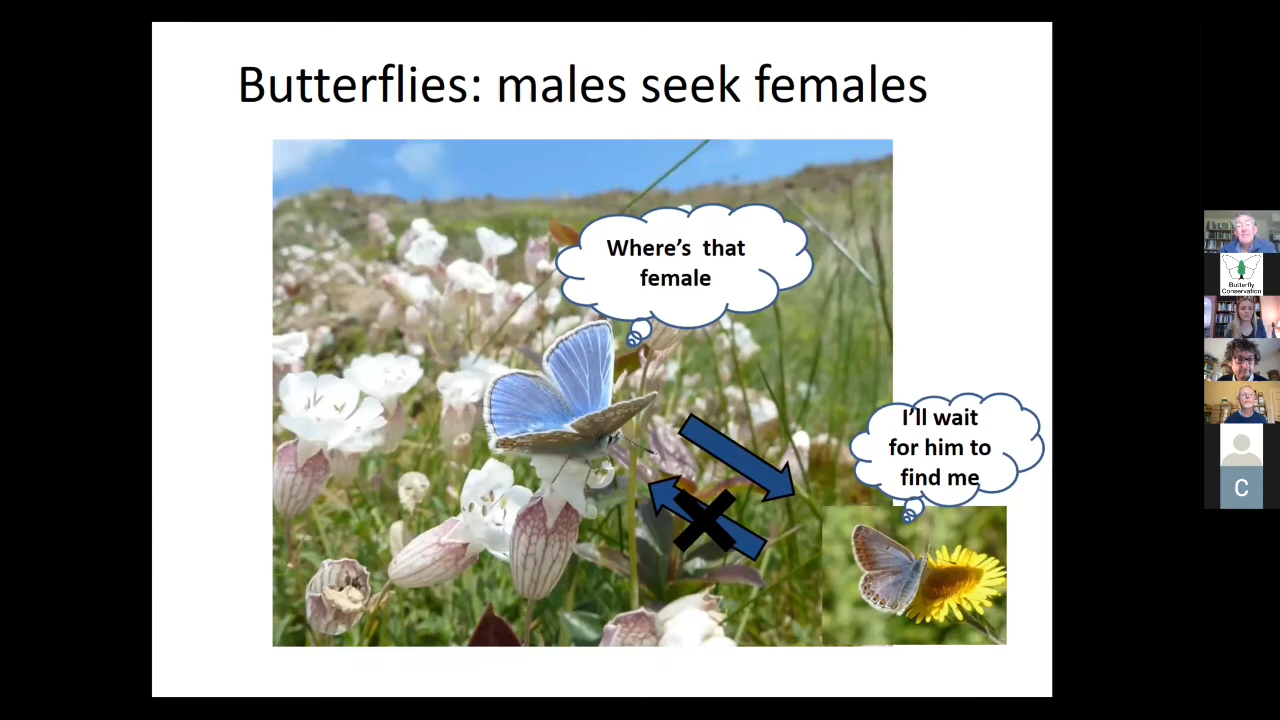 Butterflies: males seek females
Where's that
female
I'll wait
for him to
find me
Butterfly
Conservation
C